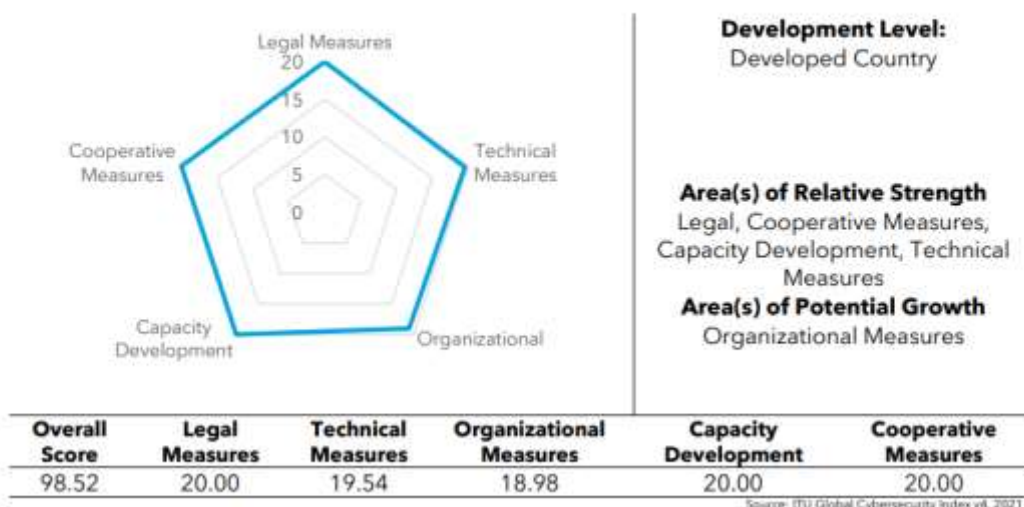 Legal Measures
20
15
10
5
0
Cooperative
Measures
Technical
Measures
Capacity
Development
Organizational
Development Level:
Developed Country
Area(s) of Relative Strength
Legal, Cooperative Measures,
Capacity Development, Technical
Measures
Area(s) of Potential Growth
Organizational Measures
Overall Score Legal Measures Technical Measures Organizational Measures Capacity Development Cooperative Measures
98.52 20.00 19.54 18.98 20.00 20.00
Source: ITU Global Cybersecurity Index v4, 2021